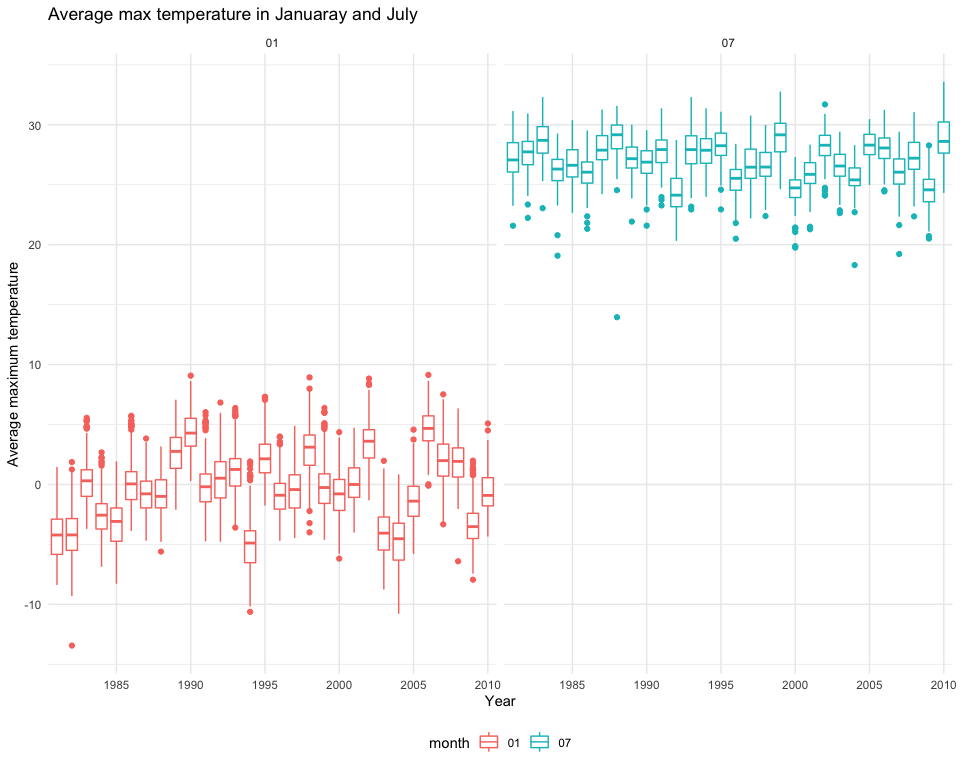 Average max temperature in Januaray and July
01 07
30
20
10
0
-10
Average maximum temperature
1985 1990 1995 2000 2005 2010 1985 1990 1995 2000 2005 2010
Year
month 01 07